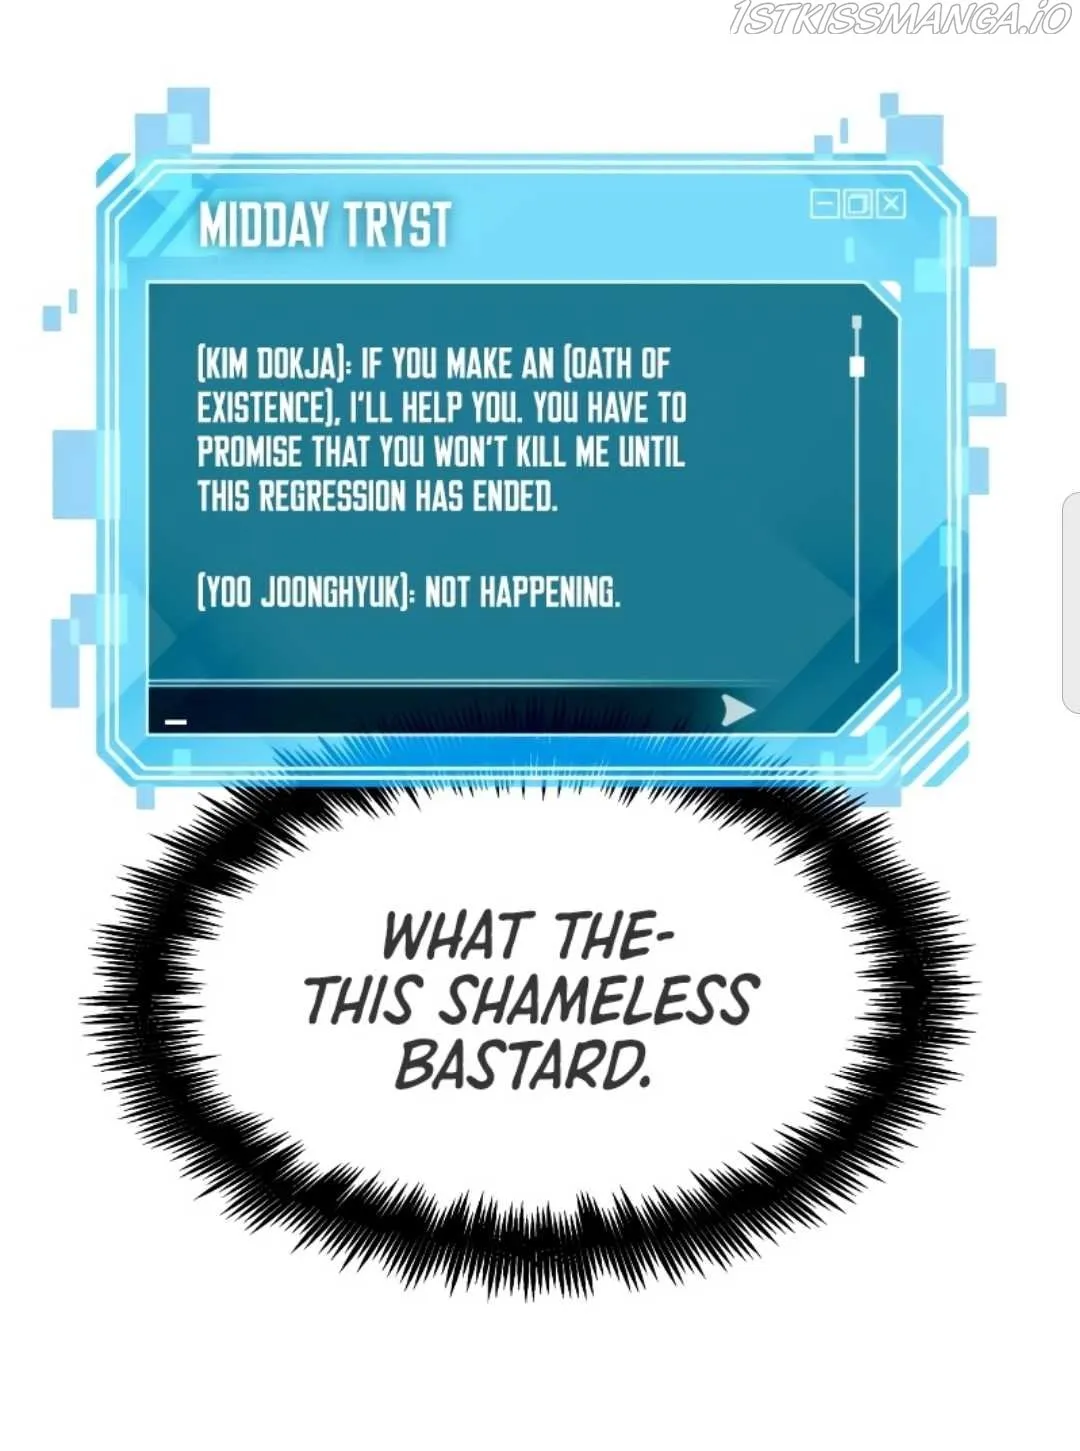 1STKISSMANGA.iO
MIDDAY TRYST
[KIM DOKJA]: IF YOU MAKE AN [OATH OF
EXISTENCE], I'LL HELP YOU. YOU HAVE TO
PROMISE THAT YOU WON'T KILL ME UNTIL
THIS REGRESSION HAS ENDED.
[YOO JOONGHYUK]: NOT HAPPENING.
WHAT THE-
THIS SHAMELESS
BASTARD.